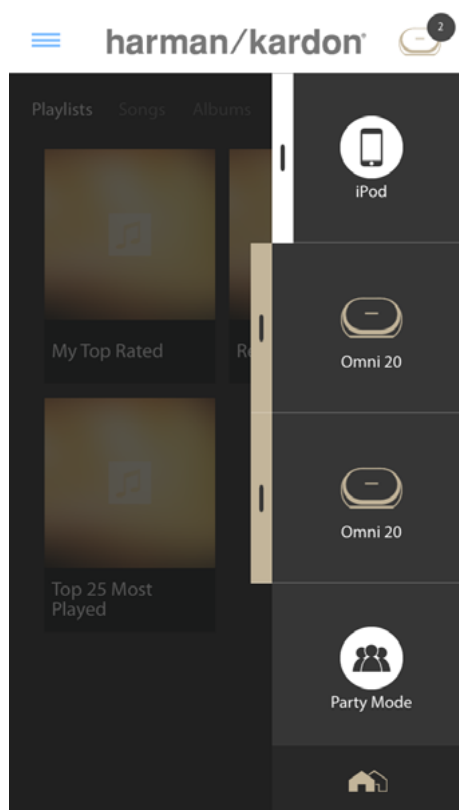 harman/kardon
2
Playlists Songs Albums
iPod
My Top Rated
Omni 20
Omni 20
Top 25 Most
Played
Party Mode